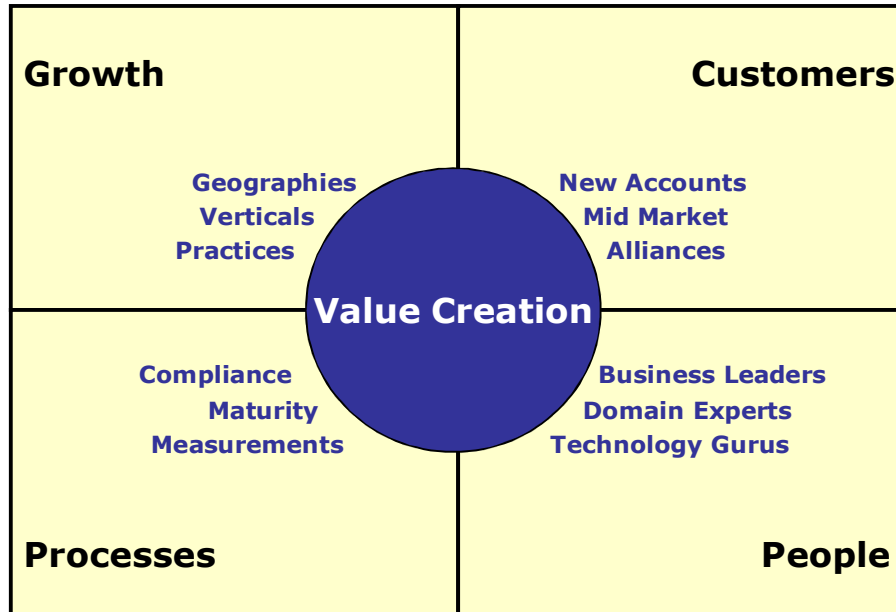 Growth
Customers
Geographies
Verticals
Practices
New Accounts
Mid Market
Alliances
Value Creation
Compliance
Maturity
Measurements
Business Leaders
Domain Experts
Technology Gurus
Processes
People